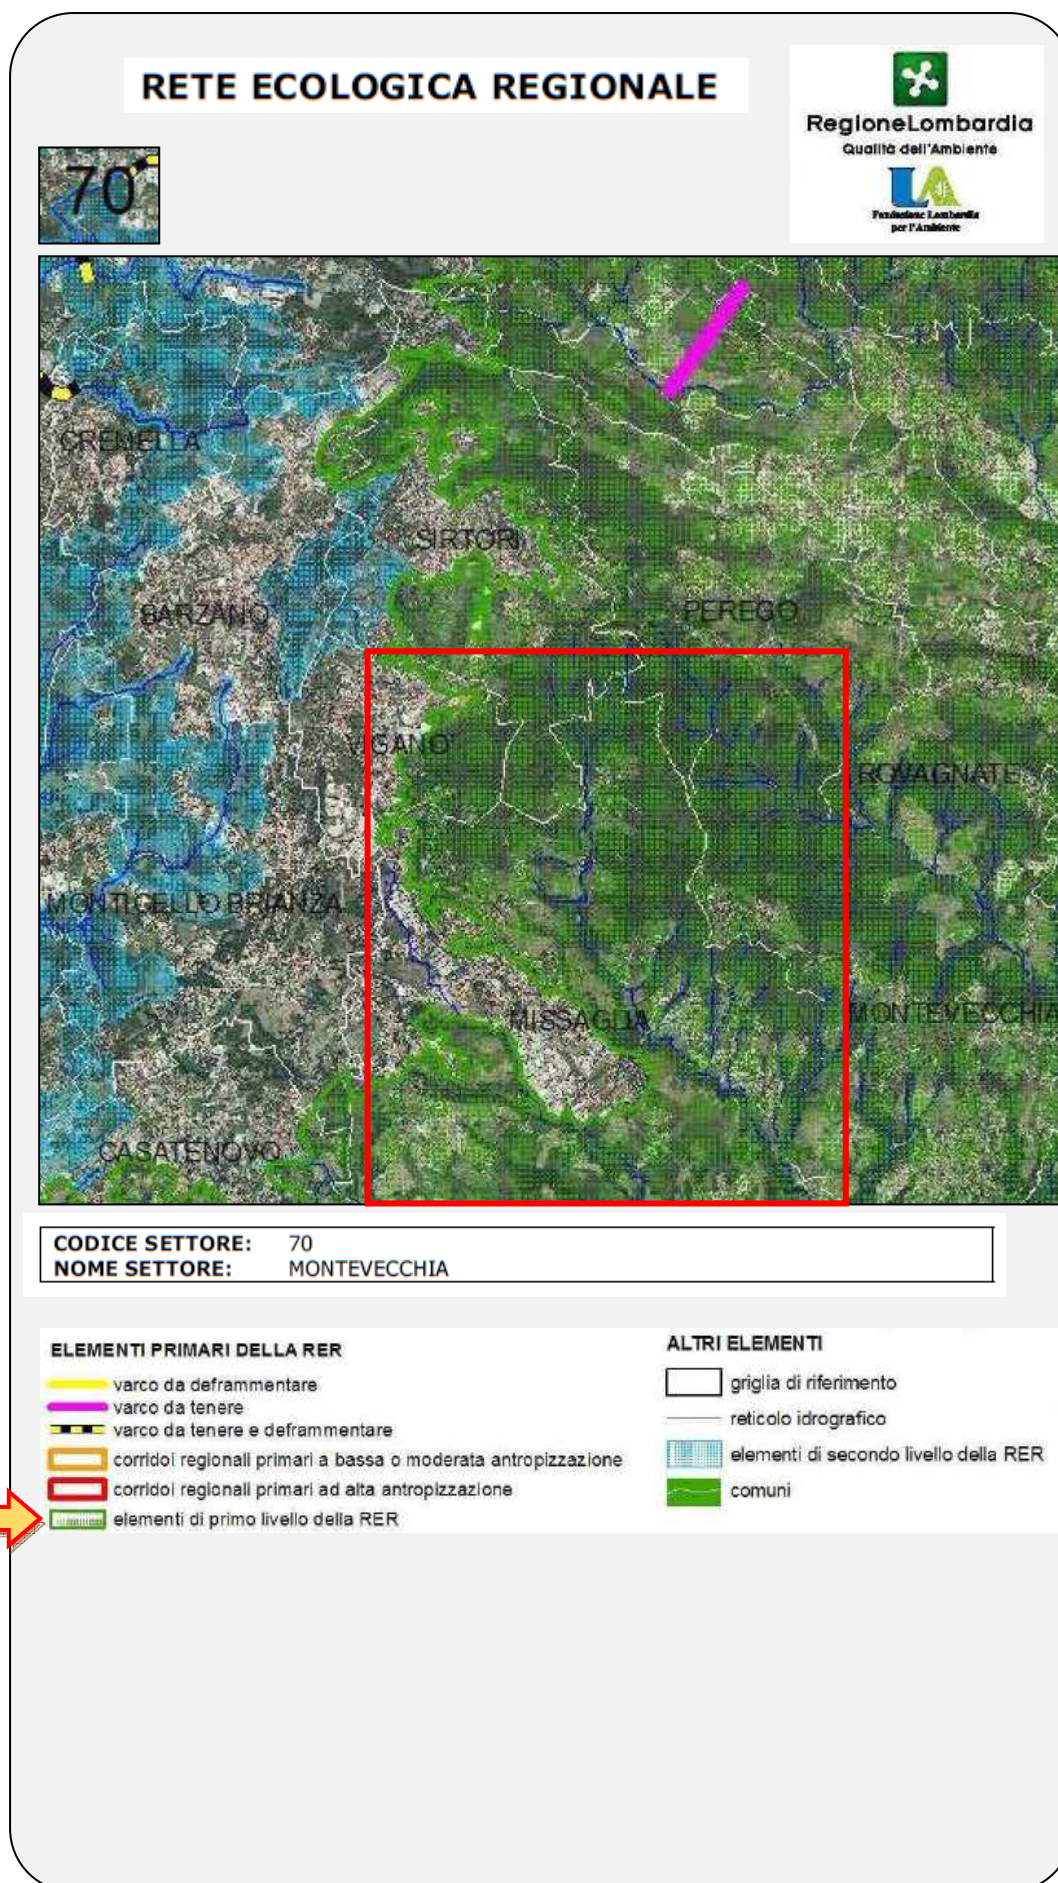 RETE ECOLOGICA REGIONALE
RegioneLombardia
Qualità dell'Ambiente
Fondazione Lombardia
per l'Ambiente
70
CREMELLA
SIRTORI
BARZANO'
PEREGO
VIGANO'
ROVAGNATE
MONTICELLO BRIANZA
MISSAGLIA
MONTEVECCHIA
CASATENOVO
CODICE SETTORE: 70
NOME SETTORE: MONTEVECCHIA
ELEMENTI PRIMARI DELLA RER
varco da deframmentare
varco da tenere
varco da tenere e deframmentare
corridoi regionali primari a bassa o moderata antropizzazione
corridoi regionali primari ad alta antropizzazione
elementi di primo livello della RER
ALTRI ELEMENTI
griglia di riferimento
reticolo idrografico
elementi di secondo livello della RER
comuni